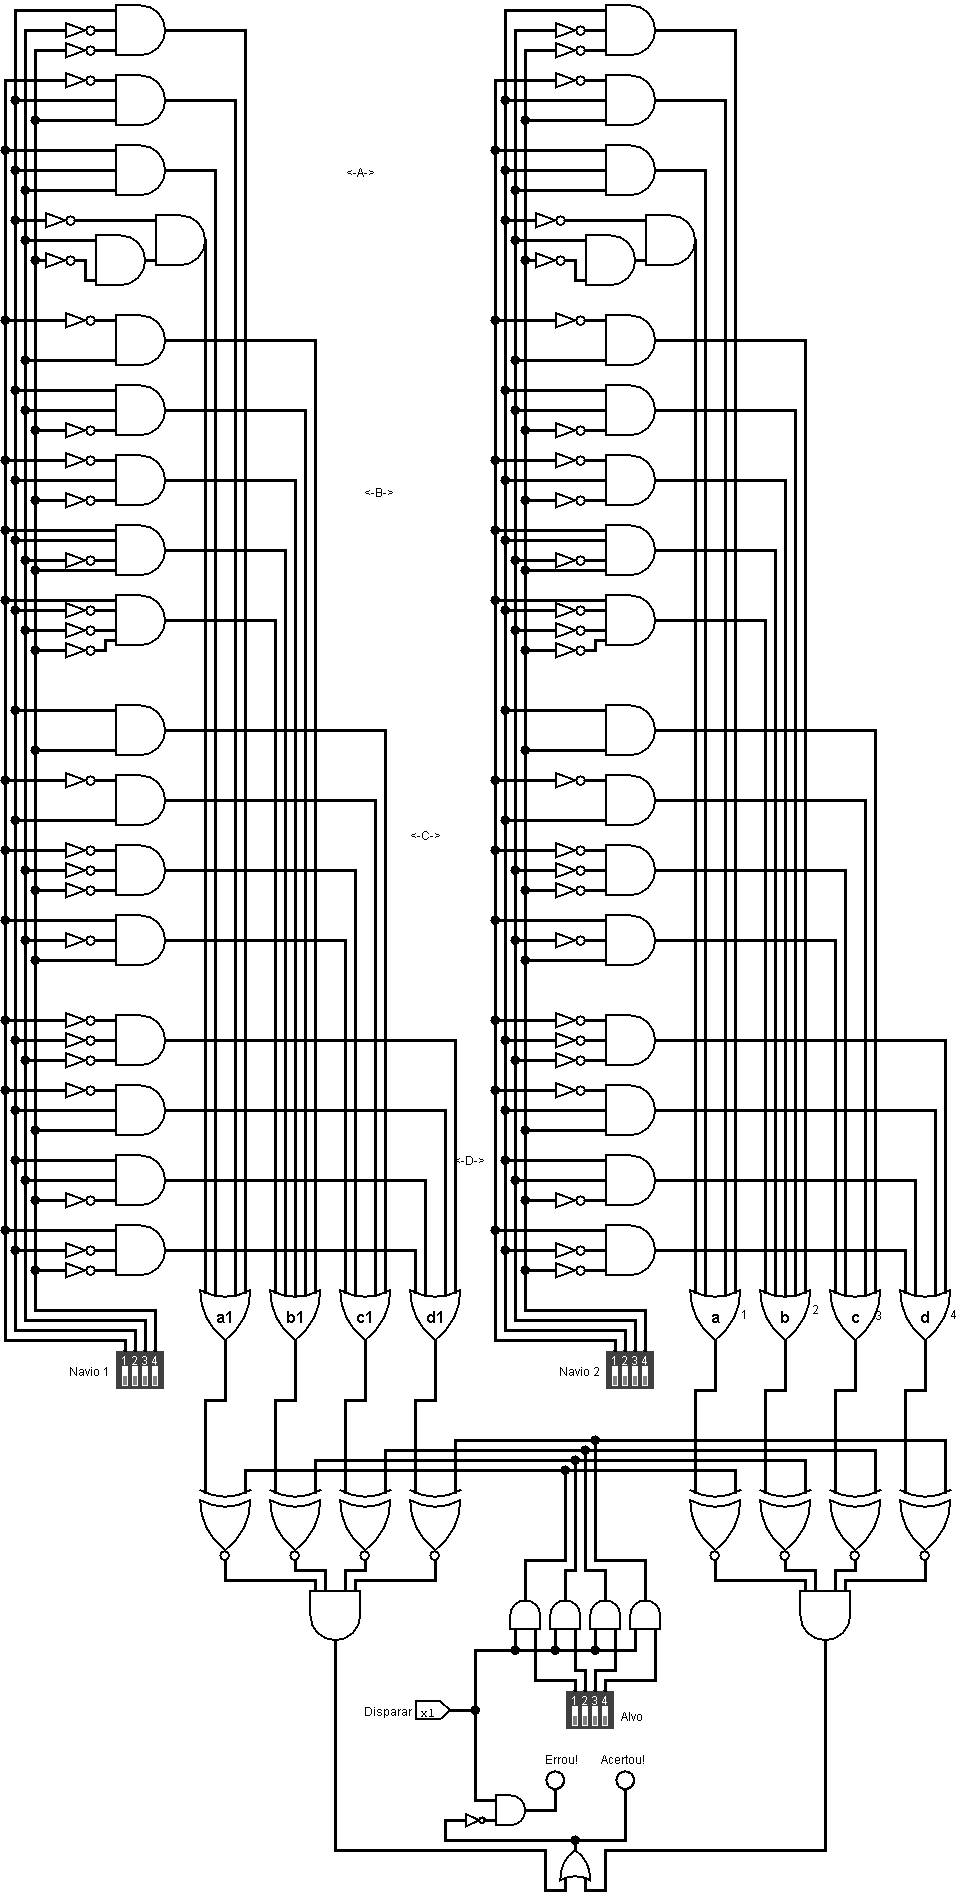 <-A->
<-B->
<-C->
<-D->
a1 b1 c1 d1
a 1 b 2 c 3 d 4
Navio 1 1 2 3 4
Navio 2 1 2 3 4
1 2 3 4
Disparar x1
Alvo
Errou! Acertou!